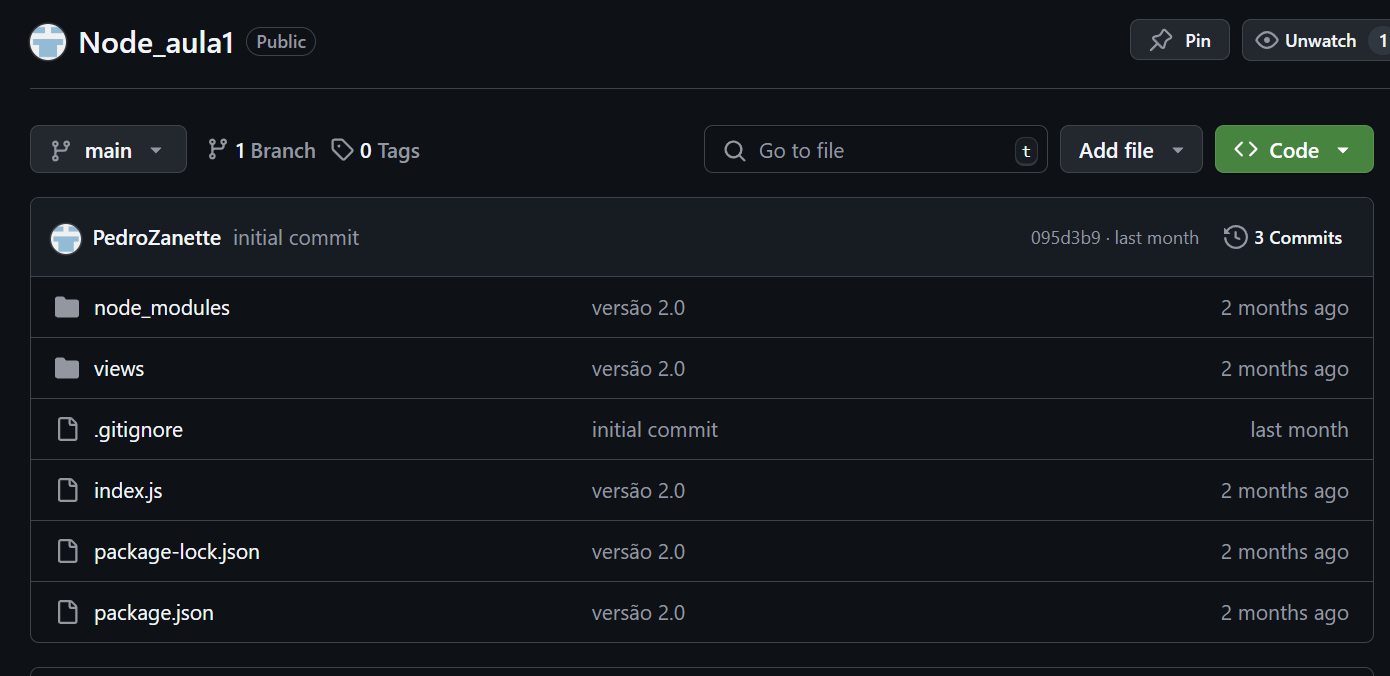 Node_aula1 Public Pin Unwatch 1
main 1 Branch 0 Tags Go to file t Add file Code
PedroZanette initial commit 095d3b9 · last month 3 Commits
node_modules versão 2.0 2 months ago
views versão 2.0 2 months ago
.gitignore initial commit last month
index.js versão 2.0 2 months ago
package-lock.json versão 2.0 2 months ago
package.json versão 2.0 2 months ago